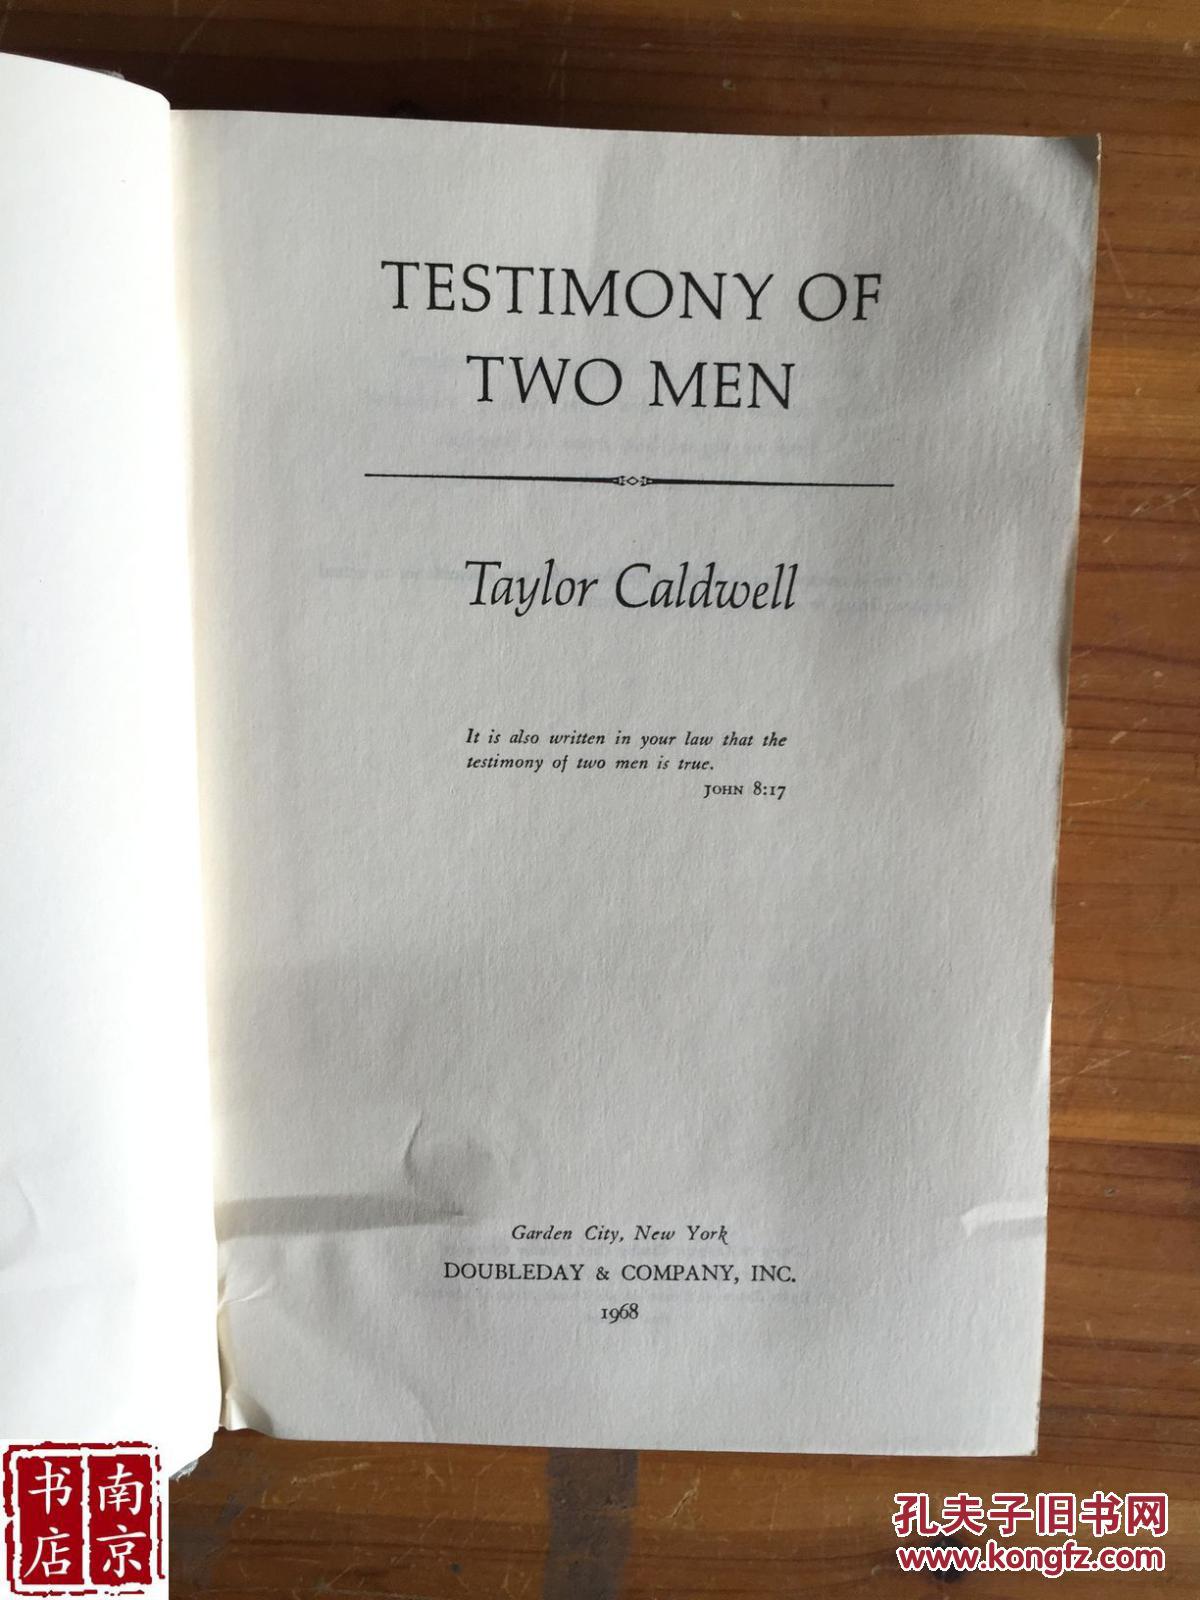 TESTIMONY OF
TWO MEN
Taylor Caldwell
It is also written in your law that the
testimony of two men is true.
JOHN 8:17
Garden City, New York
DOUBLEDAY & COMPANY, INC.
1968
南京
书店
孔夫子旧书网
www.kongfz.com